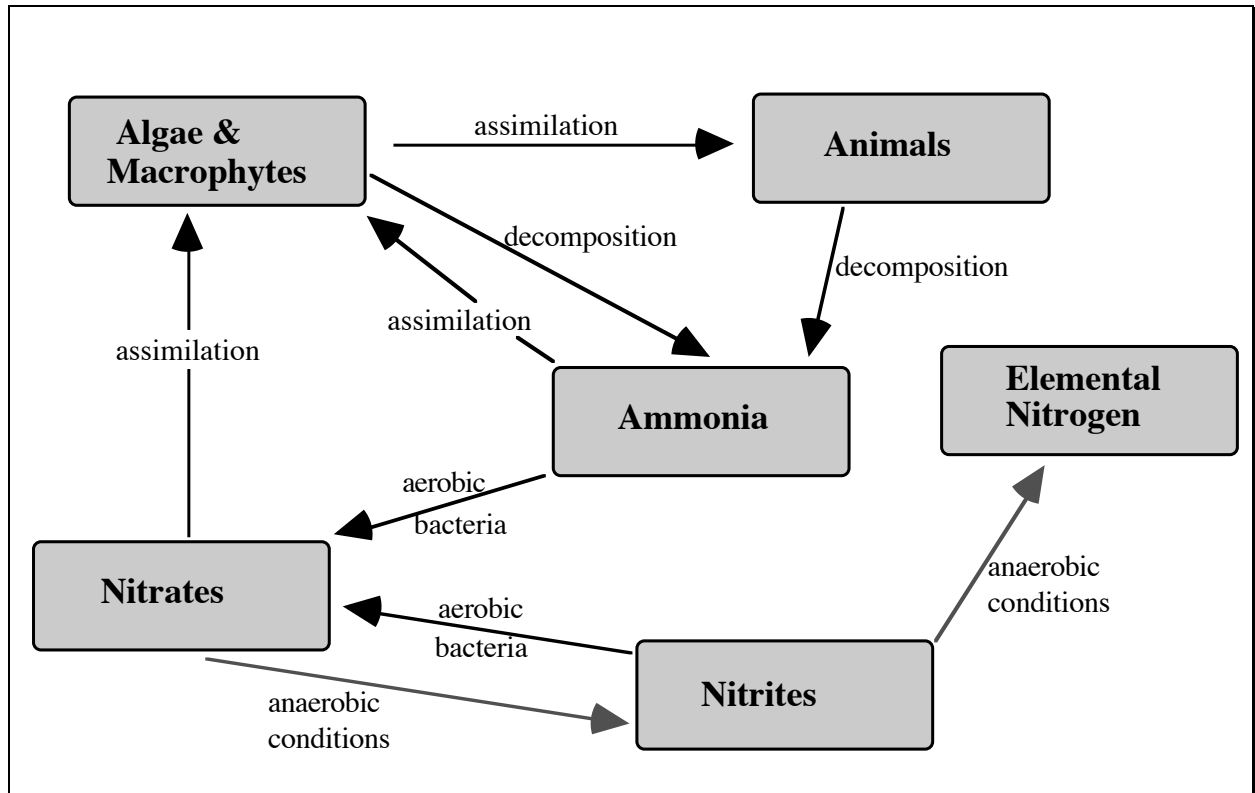 Algae &
Macrophytes
assimilation
Animals
decomposition
decomposition
assimilation
assimilation
Elemental
Nitrogen
Ammonia
aerobic
bacteria
anaerobic
conditions
Nitrates
aerobic
bacteria
Nitrites
anaerobic
conditions